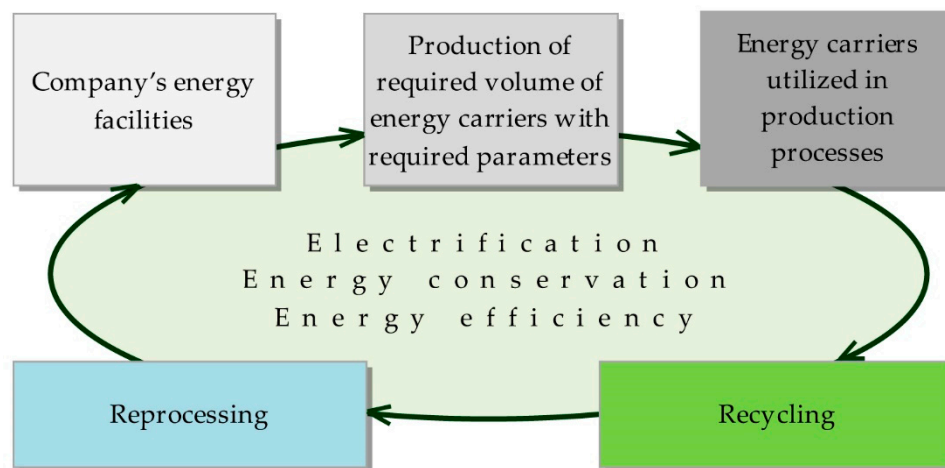 Company’s energy
facilities
Production of
required volume of
energy carriers with
required parameters
Energy carriers
utilized in
production
processes
Electrification
Energy conservation
Energy efficiency
Reprocessing
Recycling